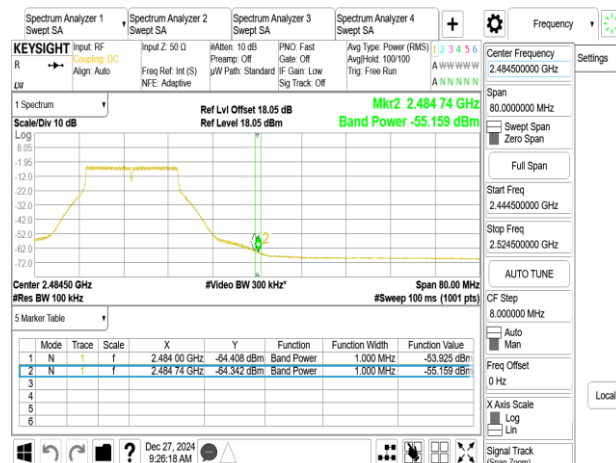 Spectrum Analyzer 1
Swept SA
Spectrum Analyzer 2
Swept SA
Spectrum Analyzer 3
Swept SA
Spectrum Analyzer 4
Swept SA
+
Frequency
KEYSIGHT
R
Input: RF
Coupling: DC
Align: Auto
Input Z: 50 Ω
Freq Ref: Int (S)
NFE: Adaptive
#Atten: 10 dB
Preamp: Off
µW Path: Standard
PNO: Fast
Gate: Off
IF Gain: Low
Sig Track: Off
Avg Type: Power (RMS)
Avg|Hold: 100/100
Trig: Free Run
1 2 3 4 5 6
A W W W W W
A N N N N N
1 Spectrum
Scale/Div 10 dB
Ref Lvl Offset 18.05 dB
Ref Level 18.05 dBm
Mkr2 2.484 74 GHz
Band Power -55.159 dBm
Log
8.05
-1.95
-12.0
-22.0
-32.0
-42.0
-52.0
-62.0
-72.0
2
Center 2.48450 GHz
#Res BW 100 kHz
#Video BW 300 kHz*
Span 80.00 MHz
#Sweep 100 ms (1001 pts)
5 Marker Table
Mode Trace Scale X Y Function Function Width Function Value
1 N 1 f 2.484 00 GHz -64.408 dBm Band Power 1.000 MHz -53.925 dBm
2 N 1 f 2.484 74 GHz -64.342 dBm Band Power 1.000 MHz -55.159 dBm
3
4
5
6
?
Dec 27, 2024
9:26:18 AM
Center Frequency
2.484500000 GHz
Span
80.0000000 MHz
Swept Span
Zero Span
Full Span
Start Freq
2.444500000 GHz
Stop Freq
2.524500000 GHz
AUTO TUNE
CF Step
8.000000 MHz
Auto
Man
Freq Offset
0 Hz
X Axis Scale
Log
Lin
Signal Track
(Span Zoom)
Settings
Local